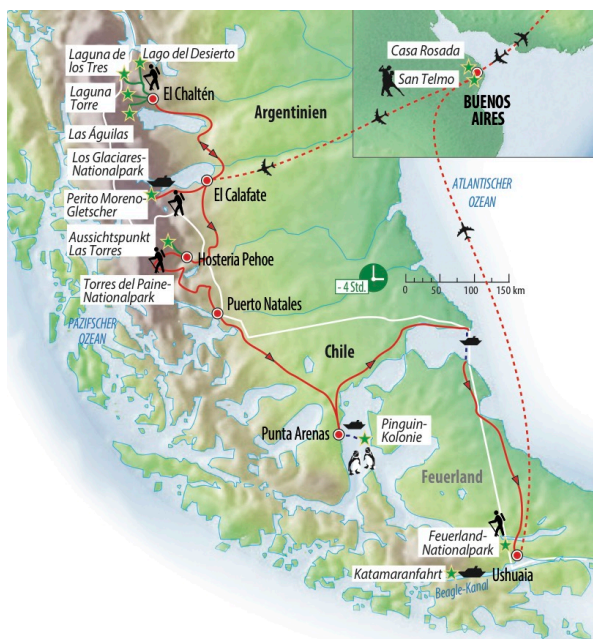 Laguna de
los Tres
Lago del Desierto
Laguna
Torre
El Chaltén
Las Águilas
Argentinien
Los Glaciares-
Nationalpark
Perito Moreno-
Gletscher
El Calafate
Aussichtspunkt
Las Torres
Hosteria Pehoe
Torres del Paine-
Nationalpark
Puerto Natales
PAZIFSCHER
OZEAN
Casa Rosada
San Telmo
BUENOS
AIRES
ATLANTISCHER
OZEAN
- 4 Std.
100 50 0 150 km
Chile
Punta Arenas
Pinguin-
Kolonie
Feuerland
Feuerland-
Nationalpark
Katamaranfahrt
Ushuaia
Beagle-Kanal